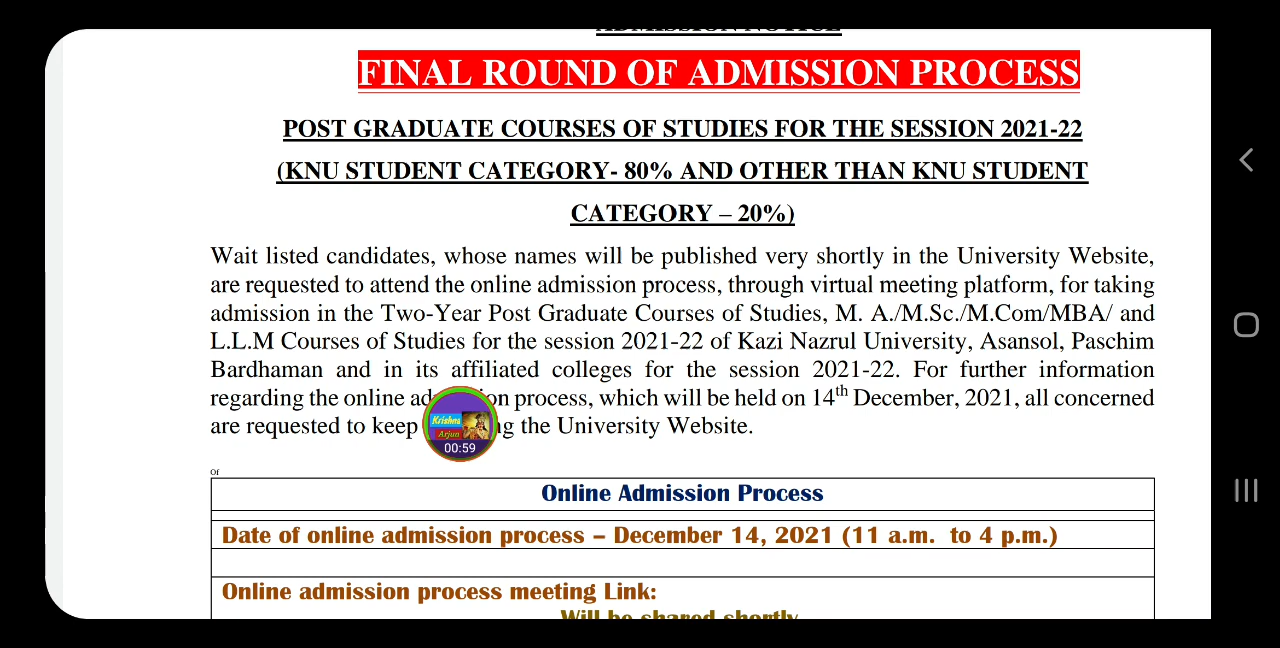 ADMISSION NOTICE
FINAL ROUND OF ADMISSION PROCESS
POST GRADUATE COURSES OF STUDIES FOR THE SESSION 2021-22
(KNU STUDENT CATEGORY- 80% AND OTHER THAN KNU STUDENT
CATEGORY – 20%)
Wait listed candidates, whose names will be published very shortly in the University Website,
are requested to attend the online admission process, through virtual meeting platform, for taking
admission in the Two-Year Post Graduate Courses of Studies, M. A./M.Sc./M.Com/MBA/ and
L.L.M Courses of Studies for the session 2021-22 of Kazi Nazrul University, Asansol, Paschim
Bardhaman and in its affiliated colleges for the session 2021-22. For further information
regarding the online process, which will be held on 14th December, 2021, all concerned
are requested to keep the University Website.
Krishna
Arjun
00:59
Of
Online Admission Process
Date of online admission process – December 14, 2021 (11 a.m. to 4 p.m.)
Online admission process meeting Link:
Will be shared shortly